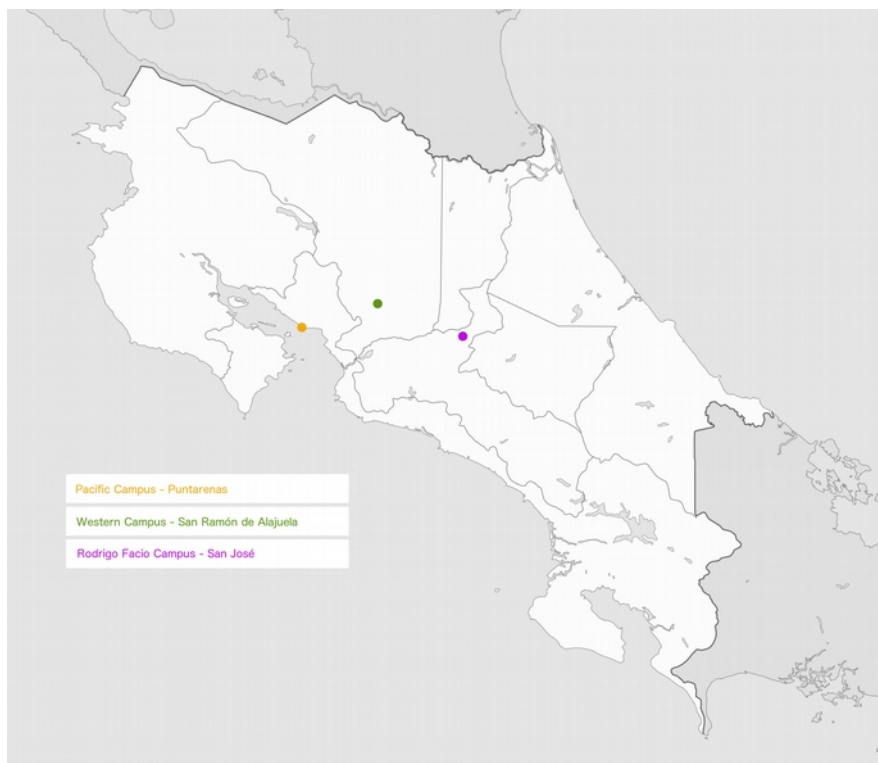 Pacific Campus - Puntarenas
Western Campus - San Ramón de Alajuela
Rodrigo Facio Campus - San José